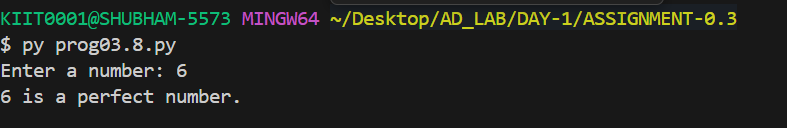 KIIT0001@SHUBHAM-5573 MINGW64 ~/Desktop/AD_LAB/DAY-1/ASSIGNMENT-0.3
$ py prog03.8.py
Enter a number: 6
6 is a perfect number.